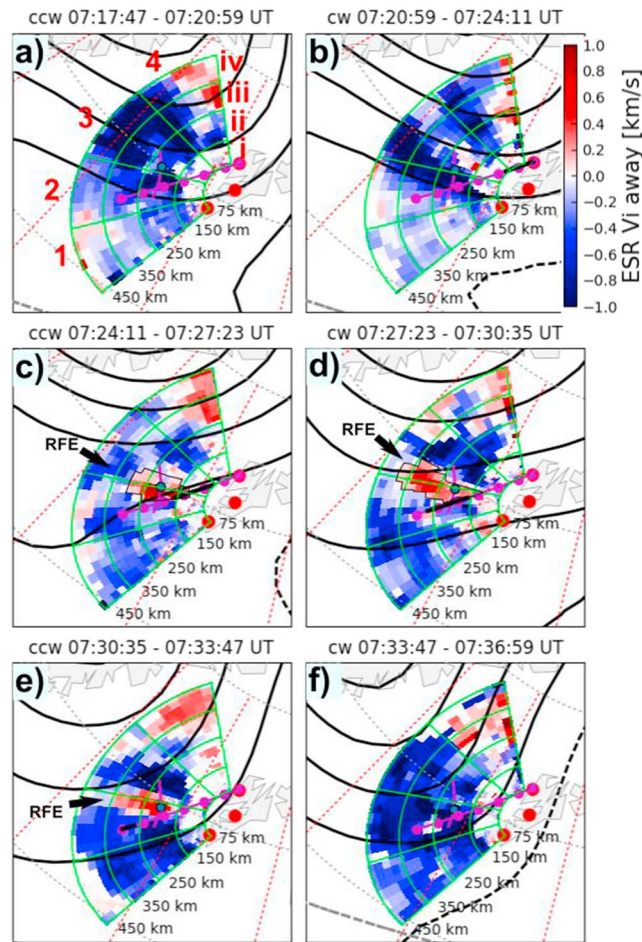 ccw 07:17:47 - 07:20:59 UT
a)
1
2
3
4
iv
iii
ii
i
75 km
150 km
250 km
350 km
450 km
ccw 07:20:59 - 07:24:11 UT
b)
75 km
150 km
250 km
350 km
450 km
1.0
0.8
0.6
0.4
0.2
0.0
−0.2
−0.4
−0.6
−0.8
−1.0
ESR Vi away [km/s]
ccw 07:24:11 - 07:27:23 UT
c)
RFE
75 km
150 km
250 km
350 km
450 km
cw 07:27:23 - 07:30:35 UT
d)
RFE
75 km
150 km
250 km
350 km
450 km
ccw 07:30:35 - 07:33:47 UT
e)
RFE
75 km
150 km
250 km
350 km
450 km
cw 07:33:47 - 07:36:59 UT
f)
75 km
150 km
250 km
350 km
450 km